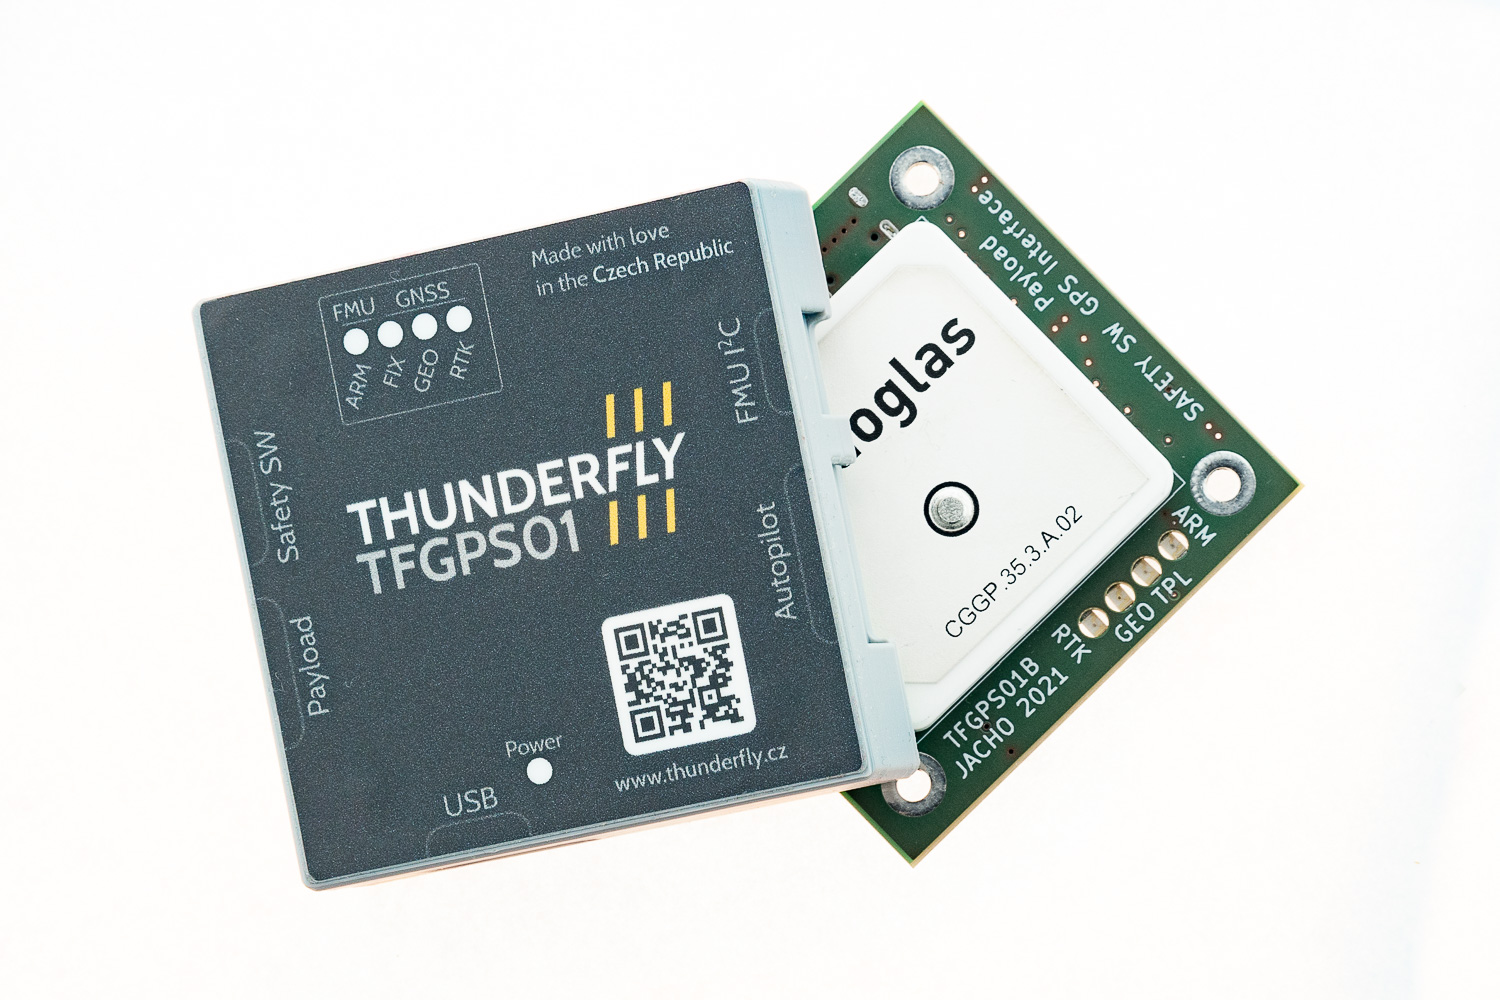 Made with love
in the Czech Republic
FMU GNSS
ARM FIX GEO RTK
FMU I²C
Safety SW
THUNDERFLY
TFGPS01
Autopilot
Payload
Power
USB
www.thunderfly.cz
oglas
CGGP.35.3.A.02
Payload
GPS Interface
SAFETY SW
ARM
TPL
GEO
RTK
TFGPS01B
JACHO 2021